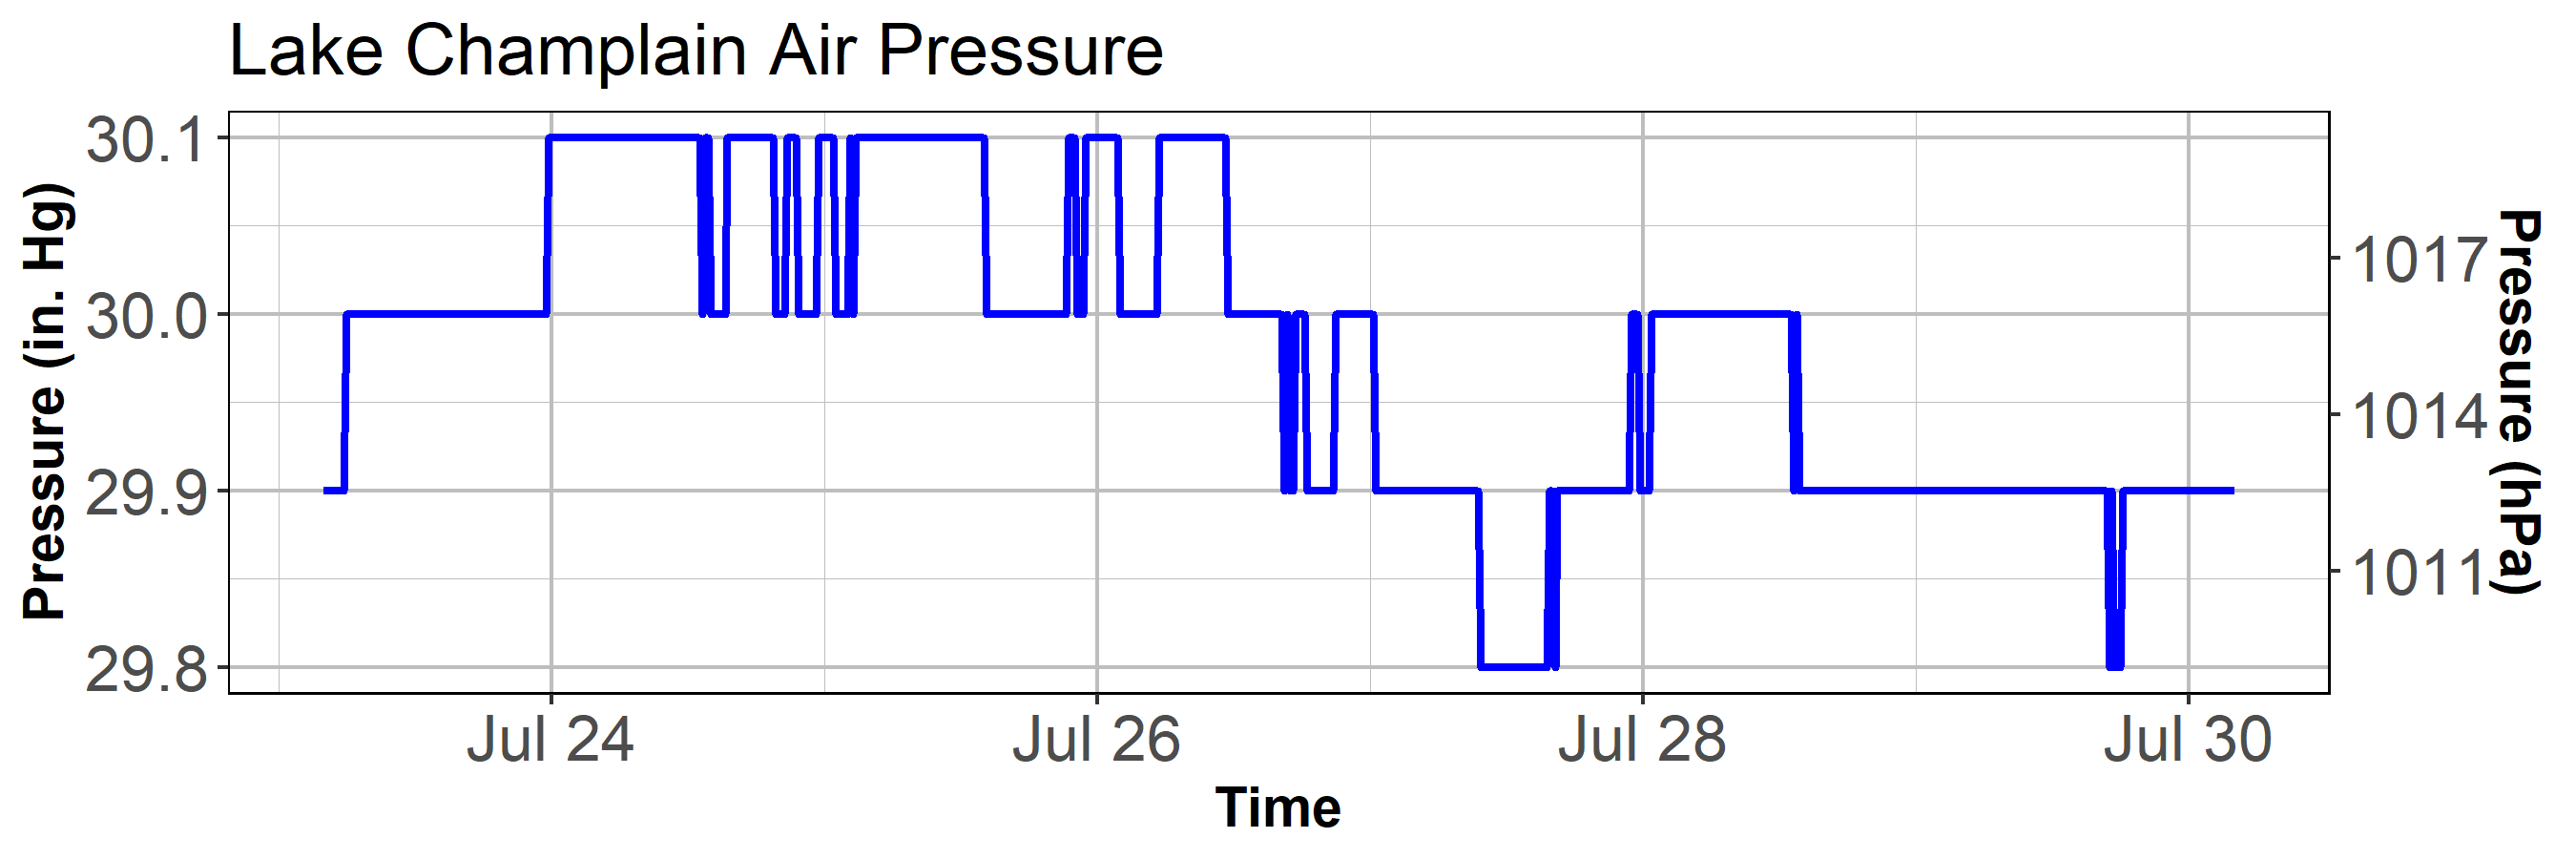 Lake Champlain Air Pressure
Pressure (in. Hg)
30.1
30.0
29.9
29.8
1017
1014
1011
Pressure (hPa)
Jul 24
Jul 26
Jul 28
Jul 30
Time